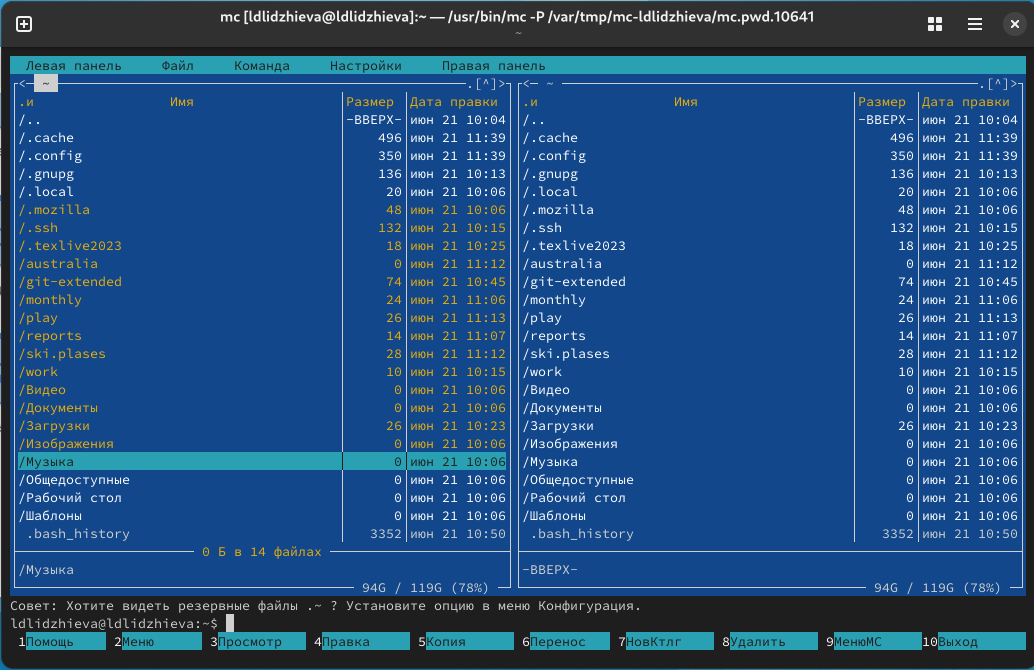 mc [ldlidzhieva@ldlidzhieva]:~ — /usr/bin/mc -P /var/tmp/mc-ldlidzhieva/mc.pwd.10641
~
Левая панель Файл Команда Настройки Правая панель
<— ~ .[^]> <— ~ .[^]>
.и Имя Размер Дата правки .и Имя Размер Дата правки
/.. -ВВЕРХ- июн 21 10:04 /.. -ВВЕРХ- июн 21 10:04
/.cache 496 июн 21 11:39 /.cache 496 июн 21 11:39
/.config 350 июн 21 11:39 /.config 350 июн 21 11:39
/.gnupg 136 июн 21 10:13 /.gnupg 136 июн 21 10:13
/.local 20 июн 21 10:06 /.local 20 июн 21 10:06
/.mozilla 48 июн 21 10:06 /.mozilla 48 июн 21 10:06
/.ssh 132 июн 21 10:15 /.ssh 132 июн 21 10:15
/.texlive2023 18 июн 21 10:25 /.texlive2023 18 июн 21 10:25
/australia 0 июн 21 11:12 /australia 0 июн 21 11:12
/git-extended 74 июн 21 10:45 /git-extended 74 июн 21 10:45
/monthly 24 июн 21 11:06 /monthly 24 июн 21 11:06
/play 26 июн 21 11:13 /play 26 июн 21 11:13
/reports 14 июн 21 11:07 /reports 14 июн 21 11:07
/ski.plases 28 июн 21 11:12 /ski.plases 28 июн 21 11:12
/work 10 июн 21 10:15 /work 10 июн 21 10:15
/Видео 0 июн 21 10:06 /Видео 0 июн 21 10:06
/Документы 0 июн 21 10:06 /Документы 0 июн 21 10:06
/Загрузки 26 июн 21 10:23 /Загрузки 26 июн 21 10:23
/Изображения 0 июн 21 10:06 /Изображения 0 июн 21 10:06
/Музыка 0 июн 21 10:06 /Музыка 0 июн 21 10:06
/Общедоступные 0 июн 21 10:06 /Общедоступные 0 июн 21 10:06
/Рабочий стол 0 июн 21 10:06 /Рабочий стол 0 июн 21 10:06
/Шаблоны 0 июн 21 10:06 /Шаблоны 0 июн 21 10:06
.bash_history 3352 июн 21 10:50 .bash_history 3352 июн 21 10:50
0 Б в 14 файлах
/Музыка -ВВЕРХ-
94G / 119G (78%) 94G / 119G (78%)
Совет: Хотите видеть резервные файлы .~ ? Установите опцию в меню Конфигурация.
ldlidzhieva@ldlidzhieva:~$
1Помощь 2Меню 3Просмотр 4Правка 5Копия 6Перенос 7НовКтлг 8Удалить 9МенюMC 10Выход